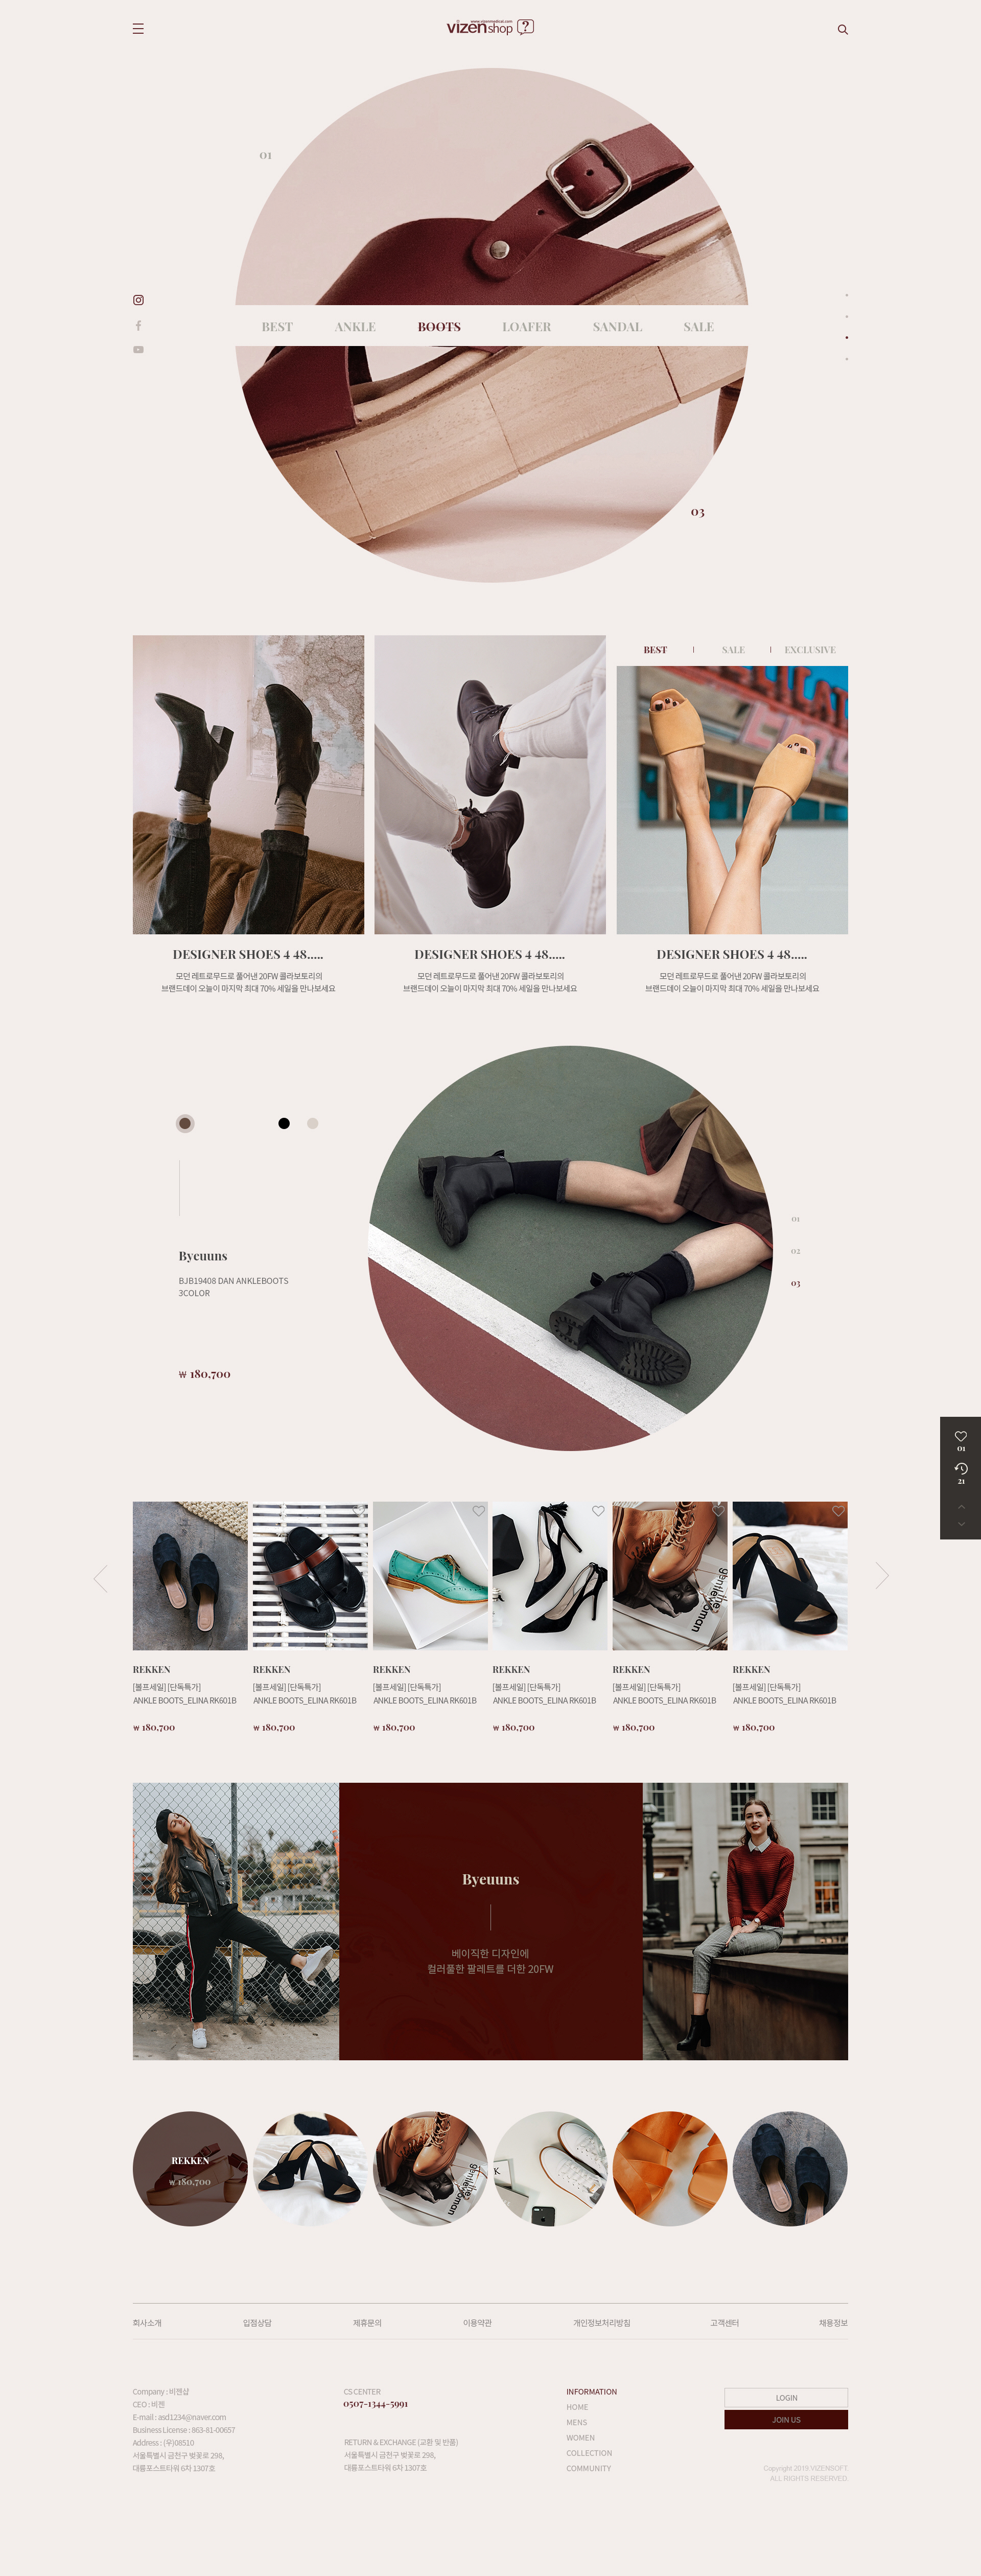 www.vizenmedical.com
vizenshop ?
01
BEST ANKLE BOOTS LOAFER SANDAL SALE
03
BEST SALE EXCLUSIVE
DESIGNER SHOES 4 48.....
모던 레트로무드로 풀어낸 20FW 콜라보토리의
브랜드데이 오늘이 마지막 최대 70% 세일을 만나보세요
DESIGNER SHOES 4 48.....
모던 레트로무드로 풀어낸 20FW 콜라보토리의
브랜드데이 오늘이 마지막 최대 70% 세일을 만나보세요
DESIGNER SHOES 4 48.....
모던 레트로무드로 풀어낸 20FW 콜라보토리의
브랜드데이 오늘이 마지막 최대 70% 세일을 만나보세요
Byeuuns
BJB19408 DAN ANKLEBOOTS
3COLOR
₩ 180,700
01
02
03
01
21
gentlewoman
REKKEN
[볼프세일] [단독특가]
ANKLE BOOTS_ELINA RK601B
₩ 180,700
REKKEN
[볼프세일] [단독특가]
ANKLE BOOTS_ELINA RK601B
₩ 180,700
REKKEN
[볼프세일] [단독특가]
ANKLE BOOTS_ELINA RK601B
₩ 180,700
REKKEN
[볼프세일] [단독특가]
ANKLE BOOTS_ELINA RK601B
₩ 180,700
REKKEN
[볼프세일] [단독특가]
ANKLE BOOTS_ELINA RK601B
₩ 180,700
REKKEN
[볼프세일] [단독특가]
ANKLE BOOTS_ELINA RK601B
₩ 180,700
Byeuuns
베이직한 디자인에
컬러풀한 팔레트를 더한 20FW
REKKEN
₩ 180,700
the gentlewoman
회사소개 입점상담 제휴문의 이용약관 개인정보처리방침 고객센터 채용정보
Company : 비젠샵
CEO : 비젠
E-mail : asd1234@naver.com
Business License : 863-81-00657
Address : (우)08510
서울특별시 금천구 벚꽃로 298,
대륭포스트타워 6차 1307호
CS CENTER
0507-1344-5991
RETURN & EXCHANGE (교환 및 반품)
서울특별시 금천구 벚꽃로 298,
대륭포스트타워 6차 1307호
INFORMATION
HOME
MENS
WOMEN
COLLECTION
COMMUNITY
LOGIN
JOIN US
Copyright 2019 VIZENSOFT.
ALL RIGHTS RESERVED.